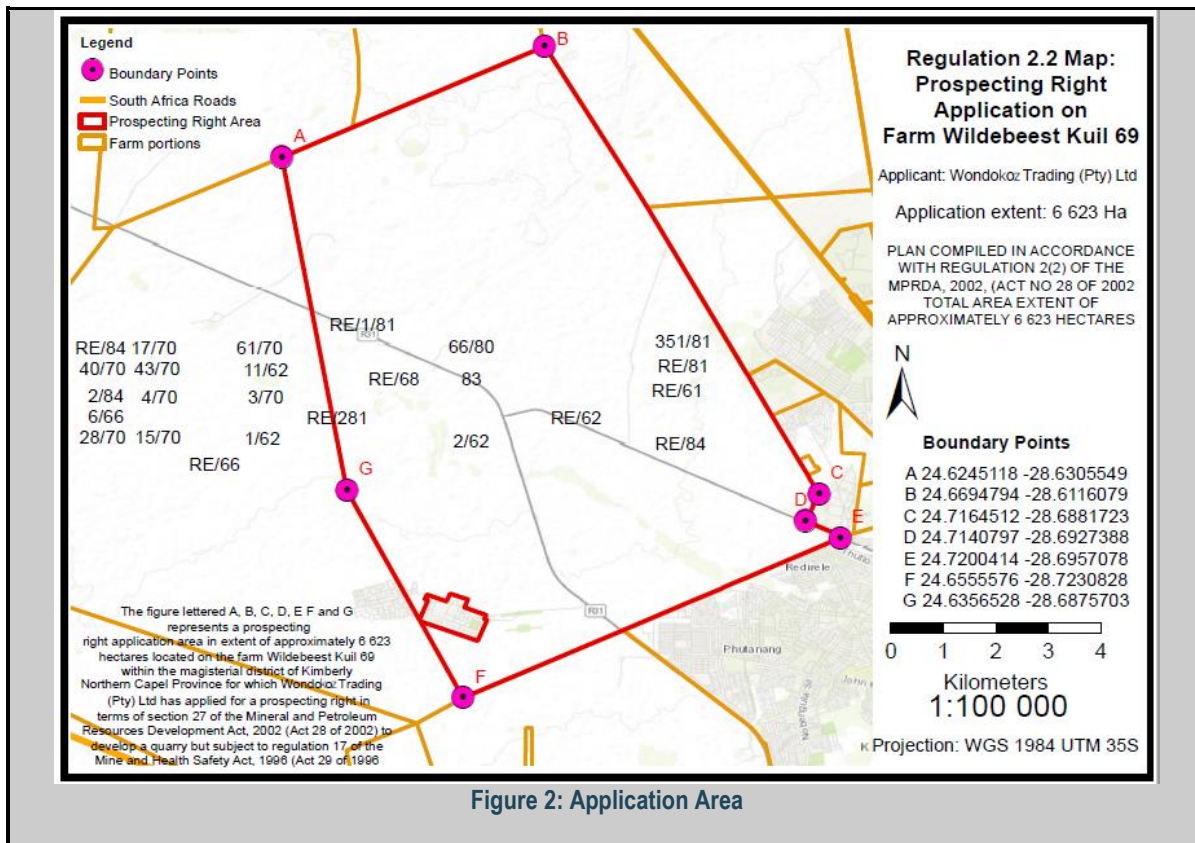 Legend
Boundary Points
South Africa Roads
Prospecting Right Area
Farm portions
A
B
C
D
E
F
G
R31
RE/1/81
RE/84 17/70 61/70
40/70 43/70 11/62
2/84 4/70 3/70
6/66
28/70 15/70 1/62
RE/66
RE/281
RE/68
66/80
83
2/62
RE/62
351/81
RE/81
RE/61
RE/84
Redirele
Phutanang
R31
The figure lettered A, B, C, D, E F and G
represents a prospecting
right application area in extent of approximately 6 623
hectares located on the farm Wildebeest Kuil 69
within the magisterial district of Kimberly
Northern Capel Province for which Wondokoz Trading
(Pty) Ltd has applied for a prospecting right in
terms of section 27 of the Mineral and Petroleum
Resources Development Act, 2002 (Act 28 of 2002) to
develop a quarry but subject to regulation 17 of the
Mine and Health Safety Act, 1996 (Act 29 of 1996
Regulation 2.2 Map:
Prospecting Right
Application on
Farm Wildebeest Kuil 69
Applicant: Wondokoz Trading (Pty) Ltd
Application extent: 6 623 Ha
PLAN COMPILED IN ACCORDANCE
WITH REGULATION 2(2) OF THE
MPRDA, 2002, (ACT NO 28 OF 2002
TOTAL AREA EXTENT OF
APPROXIMATELY 6 623 HECTARES
N
Boundary Points
A 24.6245118 -28.6305549
B 24.6694794 -28.6116079
C 24.7164512 -28.6881723
D 24.7140797 -28.6927388
E 24.7200414 -28.6957078
F 24.6555576 -28.7230828
G 24.6356528 -28.6875703
0 1 2 3 4
Kilometers
1:100 000
Projection: WGS 1984 UTM 35S
Figure 2: Application Area